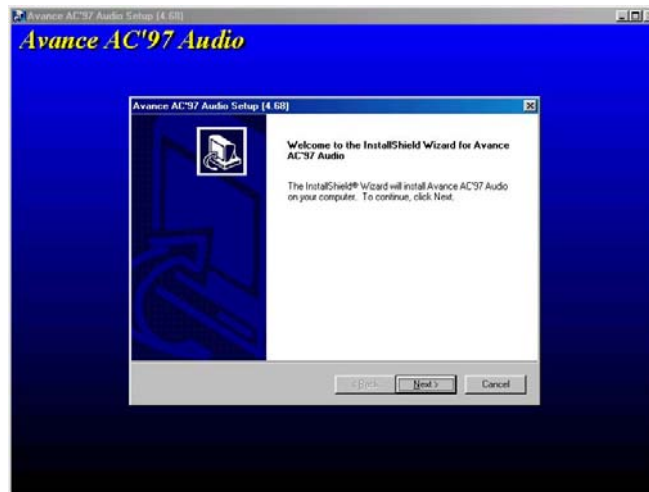 Avance AC'97 Audio Setup (4.68)
Avance AC'97 Audio
Avance AC'97 Audio Setup (4.68)
Welcome to the InstallShield Wizard for Avance
AC'97 Audio
The InstallShield® Wizard will install Avance AC'97 Audio
on your computer. To continue, click Next.
< Back Next > Cancel